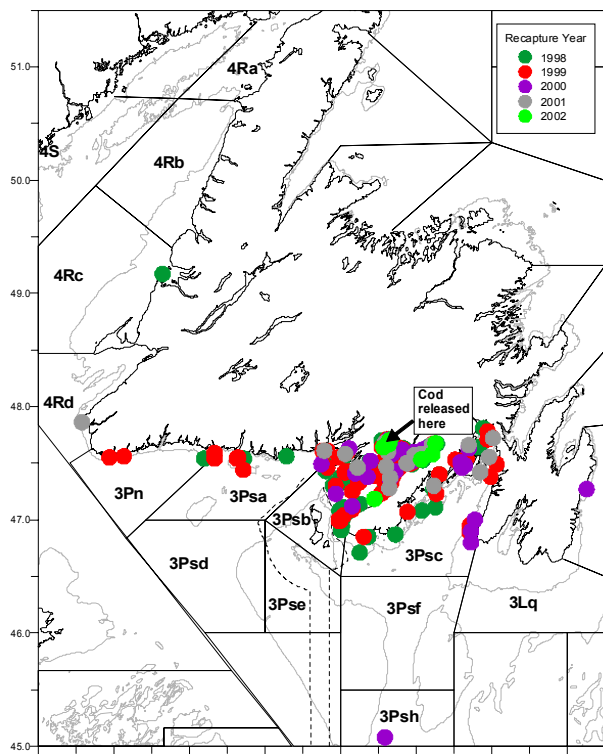 51.0
50.0
49.0
48.0
47.0
46.0
45.0
Recapture Year
1998
1999
2000
2001
2002
4Ra
4S
4Rb
4Rc
4Rd
Cod
released
here
3Pn
3Psa
3Psb
3Psc
3Psd
3Pse
3Psf
3Lq
3Psh